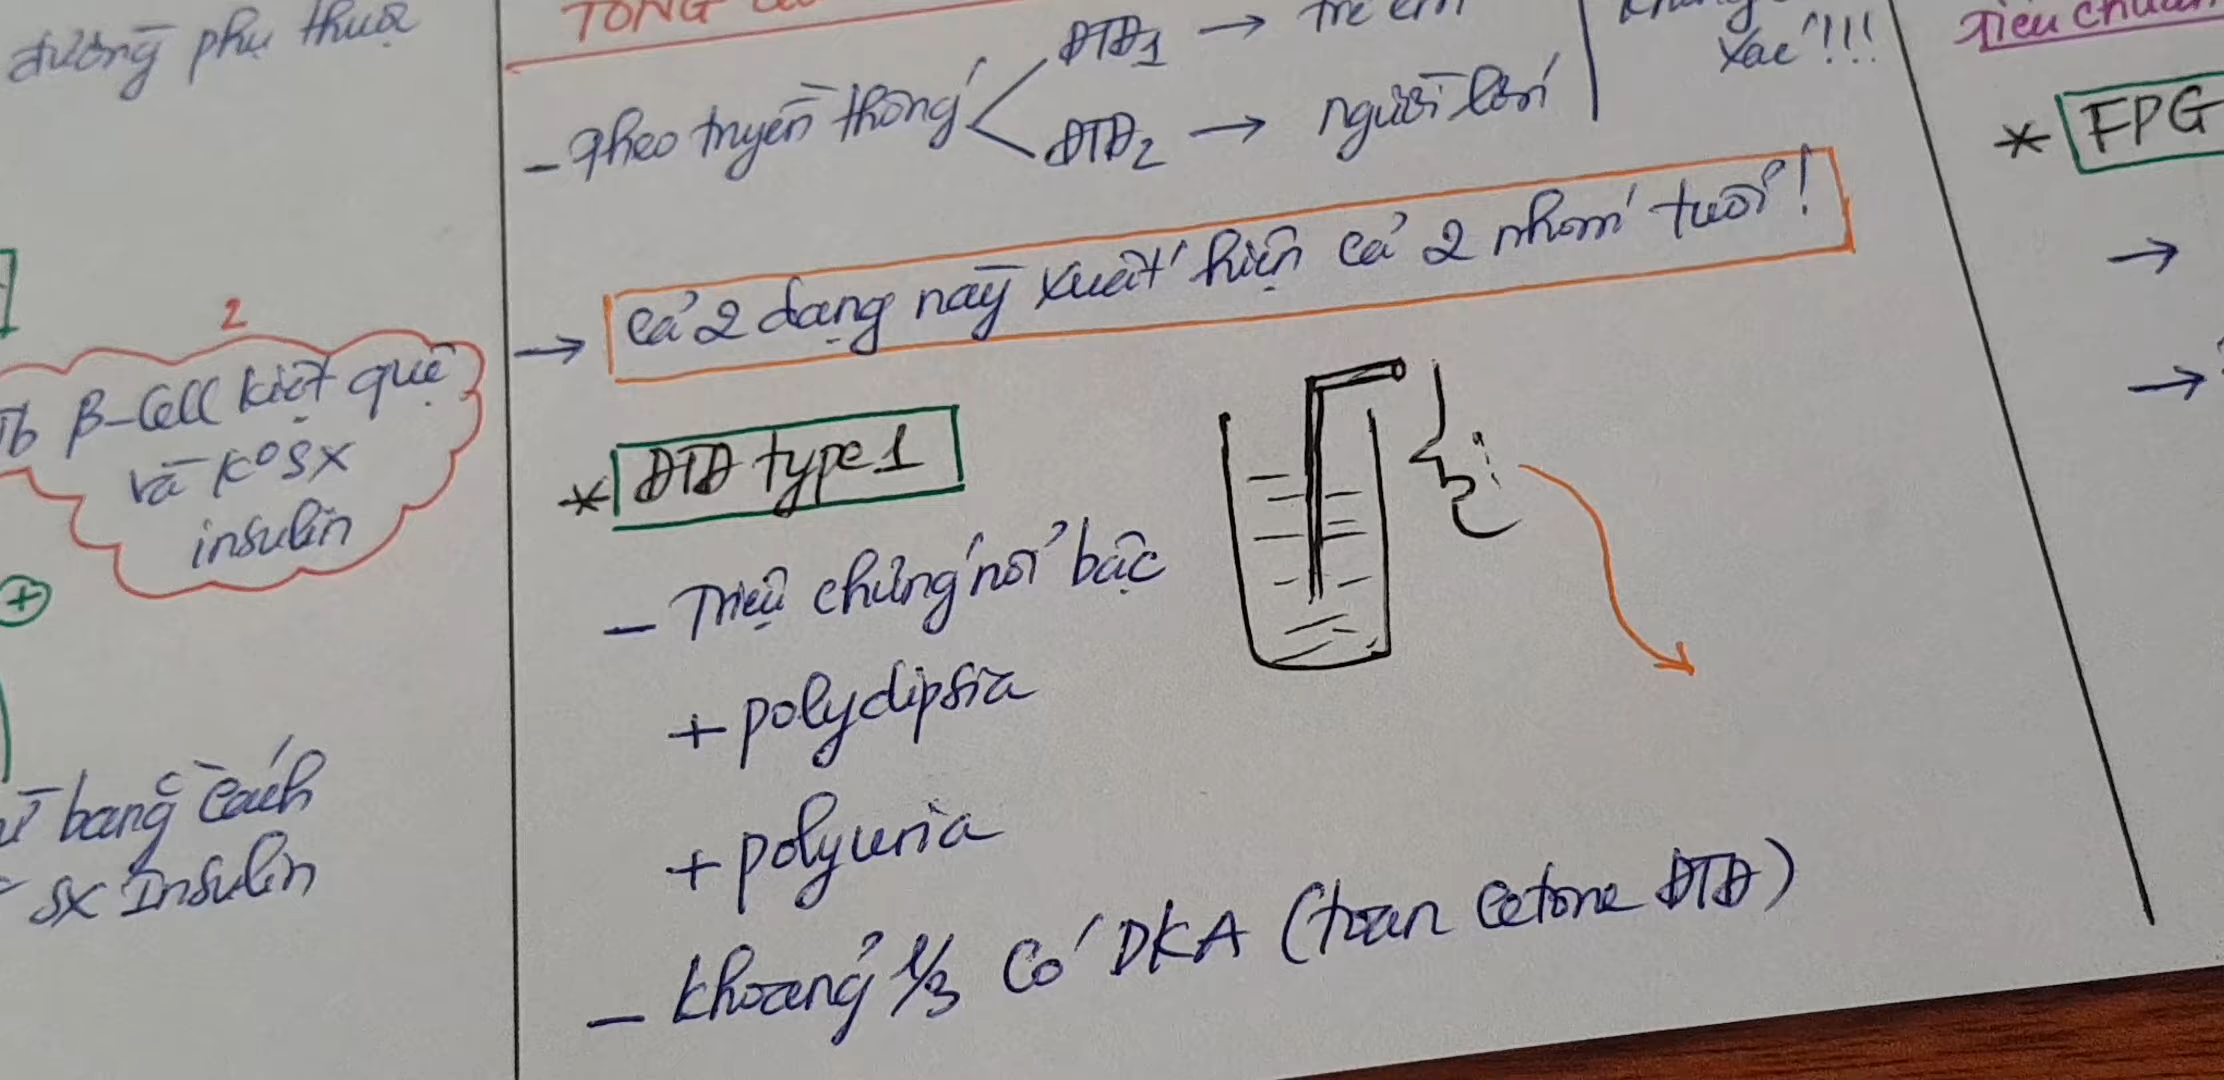 đường phụ thuộc
2
β-Cell kiệt quệ
và k° sx
insulin
+
bằng cách
sx Insulin
TỔNG
- Theo truyền thống
ĐTĐ1 → trẻ em
ĐTĐ2 → người lớn
xác!!!
→ Cả 2 dạng này xuất hiện cả 2 nhóm tuổi!
* ĐTĐ type 1
- Triệu chứng nổi bậc
+ polydipsia
+ polyuria
- khoảng 1/3 có DKA (toan cetone ĐTĐ)
Tiêu chuẩn
* FPG
→
→